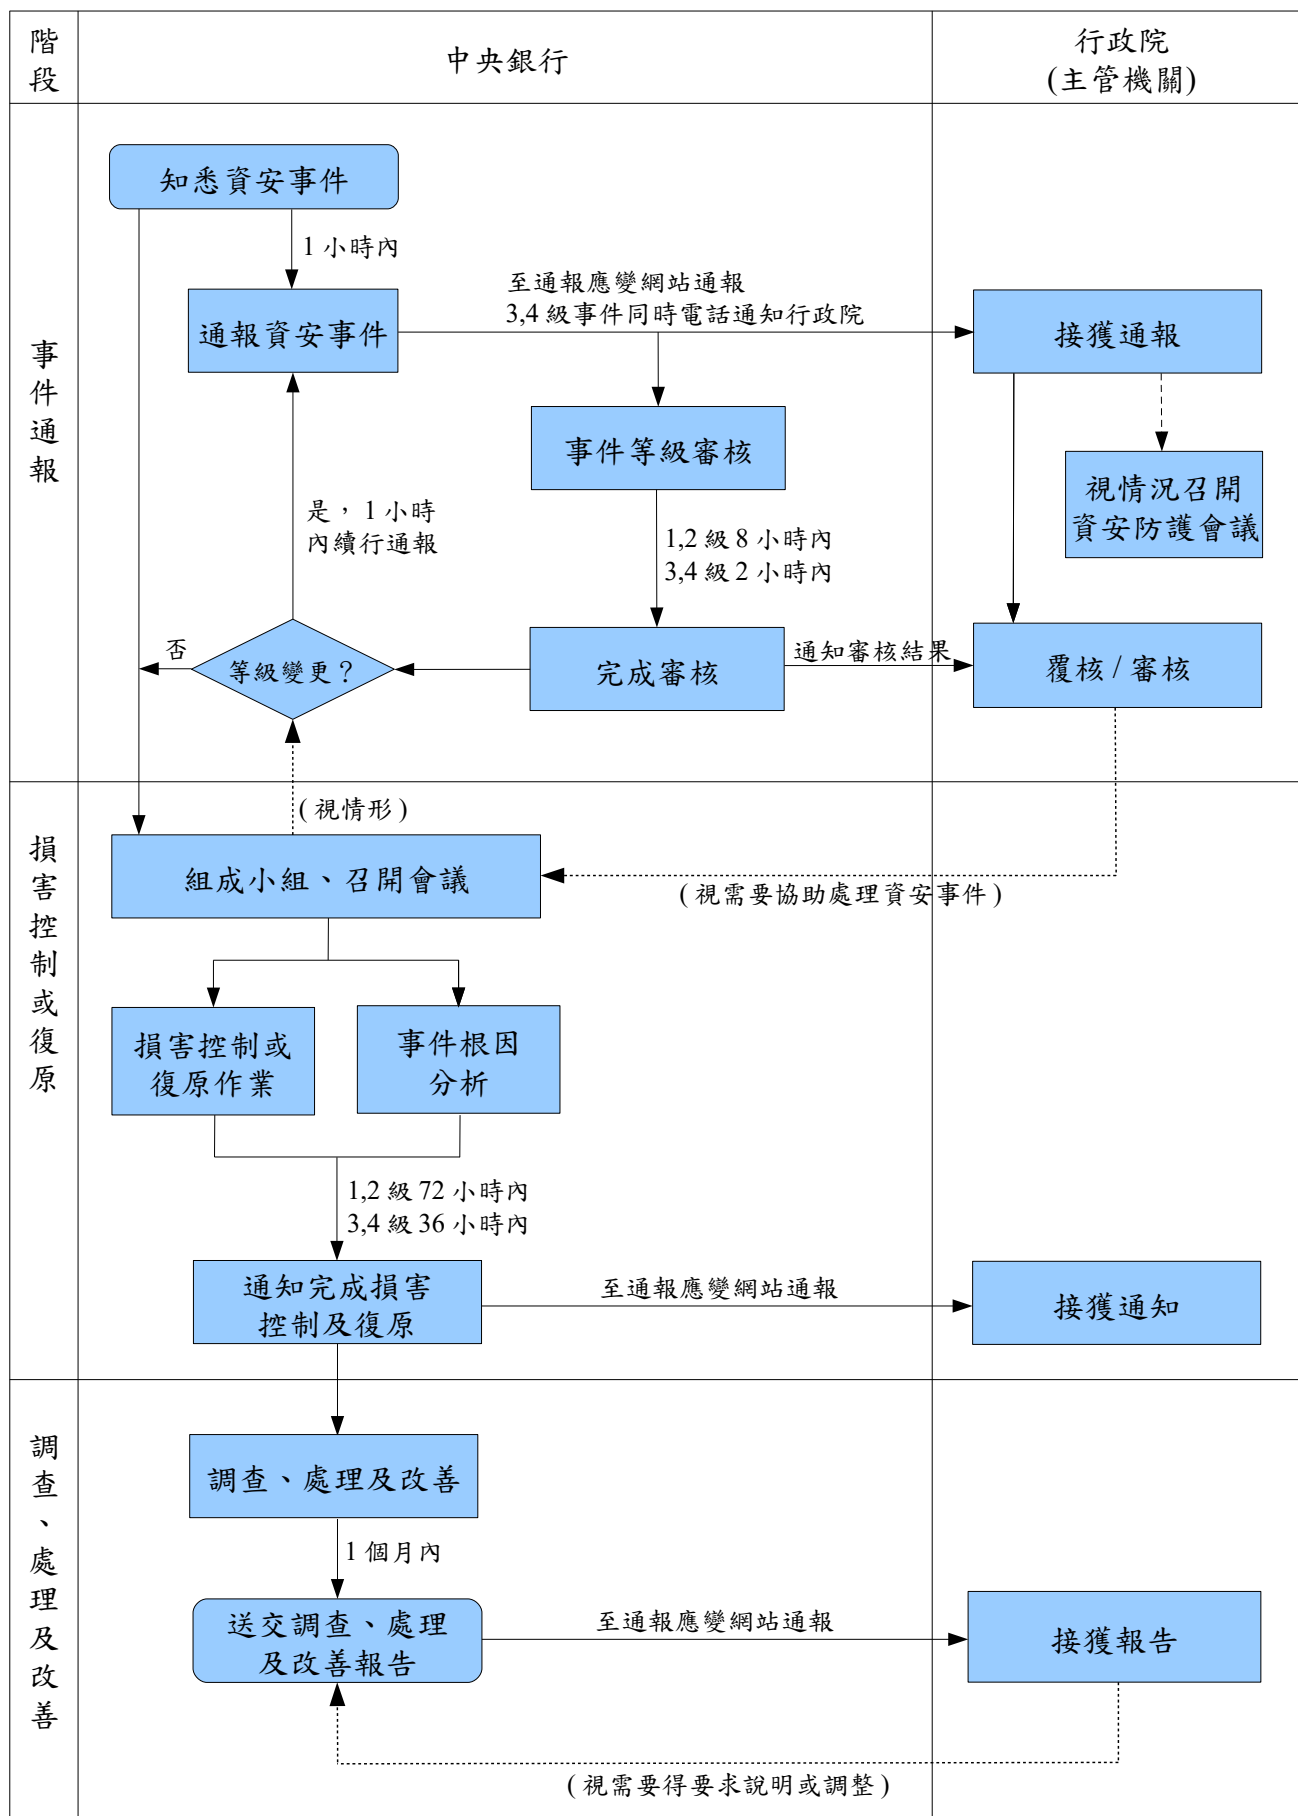 階
段
中央銀行
行政院
(主管機關)
事
件
通
報
知悉資安事件
1 小時內
通報資安事件
至通報應變網站通報
3,4 級事件同時電話通知行政院
接獲通報
事件等級審核
視情況召開
資安防護會議
是，1 小時
內續行通報
1,2 級 8 小時內
3,4 級 2 小時內
否
等級變更？
完成審核
通知審核結果
覆核 / 審核
損
害
控
制
或
復
原
(視情形)
組成小組、召開會議
(視需要協助處理資安事件)
損害控制或
復原作業
事件根因
分析
1,2 級 72 小時內
3,4 級 36 小時內
通知完成損害
控制及復原
至通報應變網站通報
接獲通知
調
查
、
處
理
及
改
善
調查、處理及改善
1 個月內
送交調查、處理
及改善報告
至通報應變網站通報
接獲報告
(視需要得要求說明或調整)